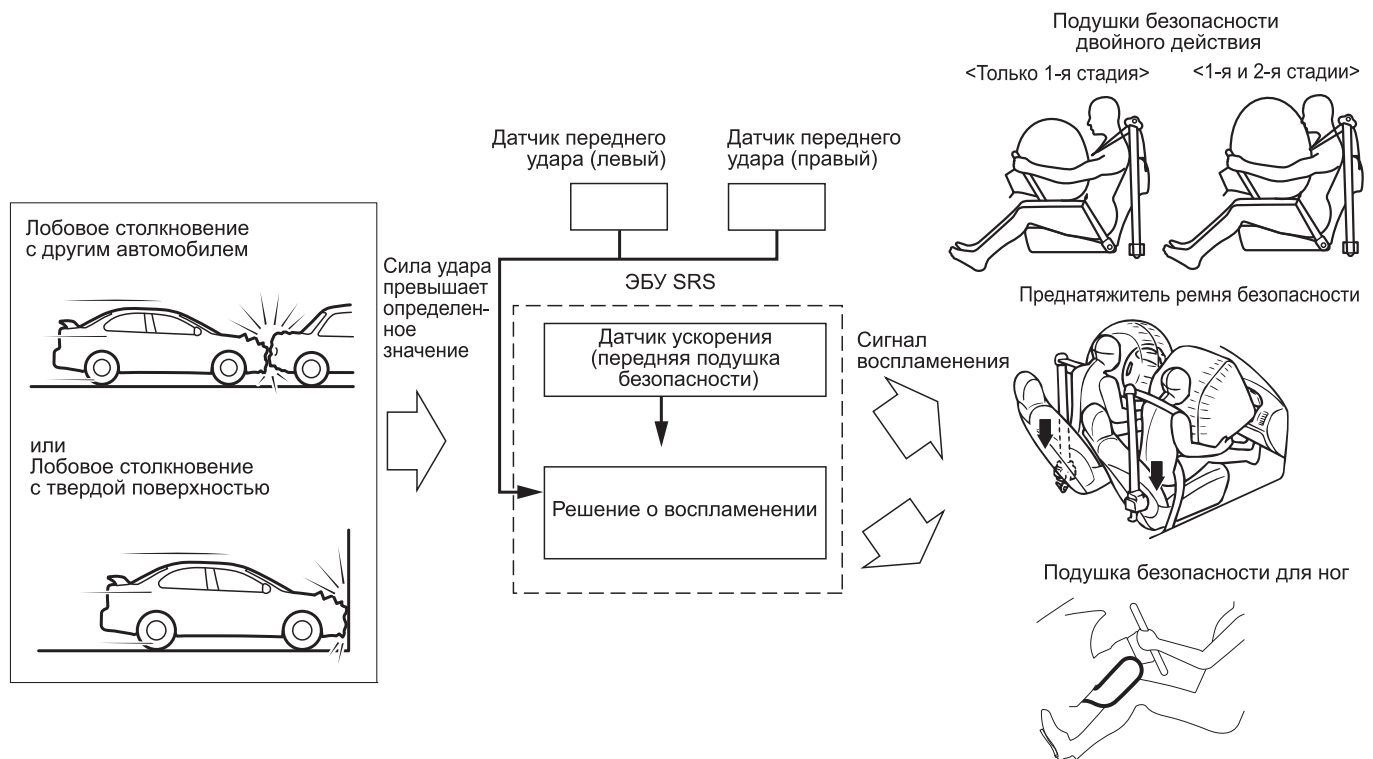 Подушки безопасности
двойного действия
<Только 1-я стадия>
<1-я и 2-я стадии>
Датчик переднего
удара (левый)
Датчик переднего
удара (правый)
Лобовое столкновение
с другим автомобилем
или
Лобовое столкновение
с твердой поверхностью
Сила удара
превышает
определен-
ное
значение
ЭБУ SRS
Датчик ускорения
(передняя подушка
безопасности)
Решение о воспламенении
Сигнал
воспламенения
Преднатяжитель ремня безопасности
Подушка безопасности для ног